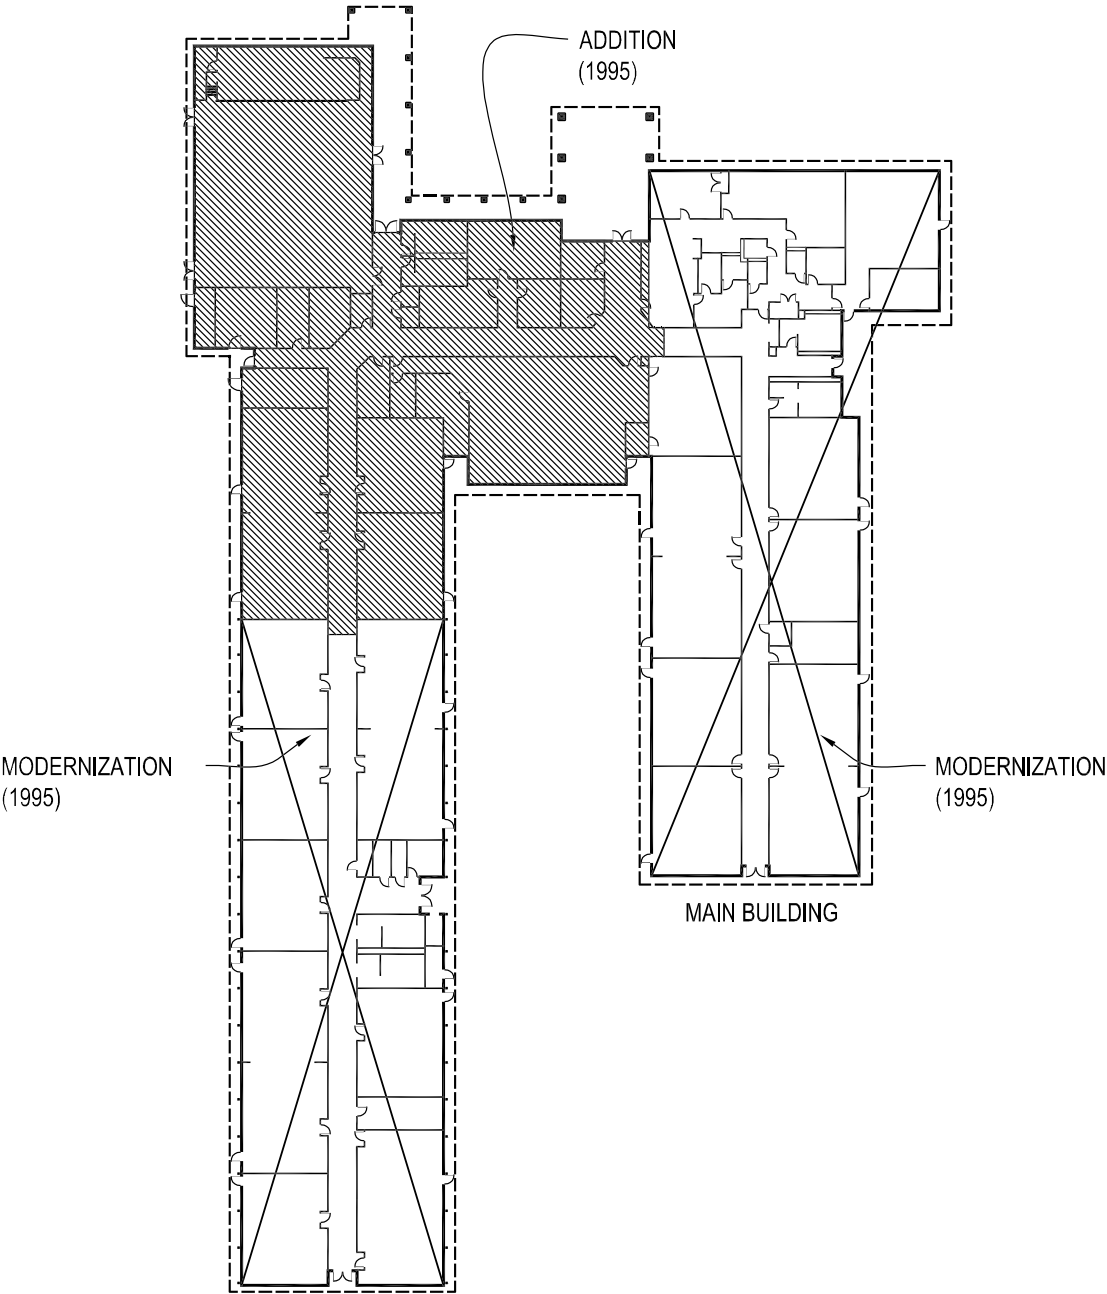 ADDITION
(1995)
MODERNIZATION
(1995)
MODERNIZATION
(1995)
MAIN BUILDING